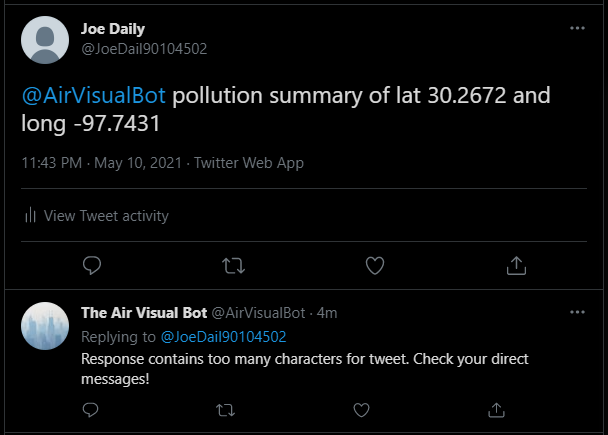 Joe Daily
@JoeDail90104502
@AirVisualBot pollution summary of lat 30.2672 and
long -97.7431
11:43 PM · May 10, 2021 · Twitter Web App
View Tweet activity
The Air Visual Bot @AirVisualBot · 4m
Replying to @JoeDail90104502
Response contains too many characters for tweet. Check your direct
messages!